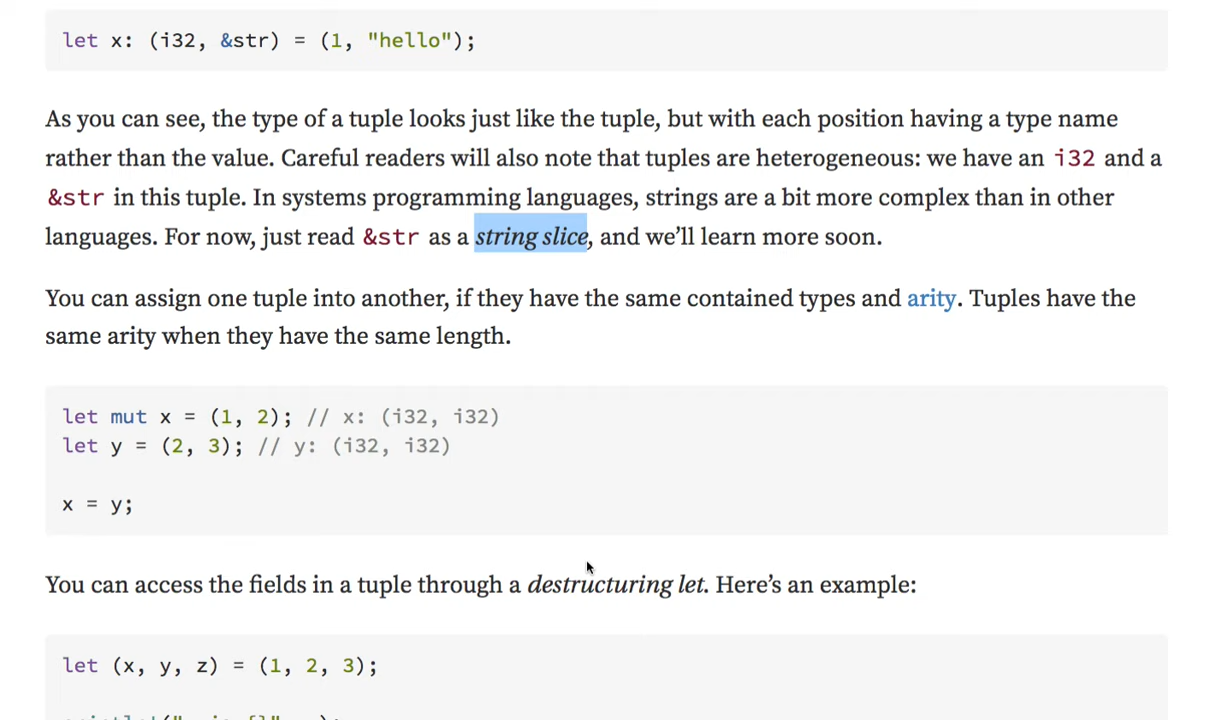 let x: (i32, &str) = (1, "hello");
As you can see, the type of a tuple looks just like the tuple, but with each position having a type name
rather than the value. Careful readers will also note that tuples are heterogeneous: we have an i32 and a
&str in this tuple. In systems programming languages, strings are a bit more complex than in other
languages. For now, just read &str as a string slice, and we’ll learn more soon.
You can assign one tuple into another, if they have the same contained types and arity. Tuples have the
same arity when they have the same length.
let mut x = (1, 2); // x: (i32, i32)
let y = (2, 3); // y: (i32, i32)
x = y;
You can access the fields in a tuple through a destructuring let. Here’s an example:
let (x, y, z) = (1, 2, 3);